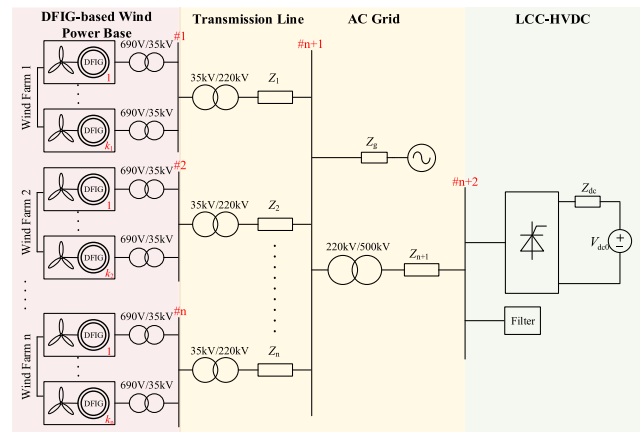 DFIG-based Wind
Power Base
Transmission Line
AC Grid
LCC-HVDC
Wind Farm 1
DFIG
1
690V/35kV
#1
DFIG
k1
690V/35kV
35kV/220kV
Z1
#n+1
Zg
Wind Farm 2
DFIG
1
690V/35kV
#2
DFIG
k2
690V/35kV
35kV/220kV
Z2
220kV/500kV
Zn+1
#n+2
Zdc
Vdc0
Filter
Wind Farm n
DFIG
1
690V/35kV
#n
DFIG
690V/35kV
35kV/220kV
Zn